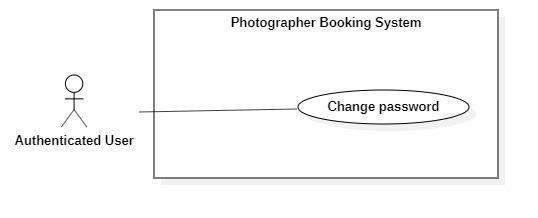 Photographer Booking System
Change password
Authenticated User